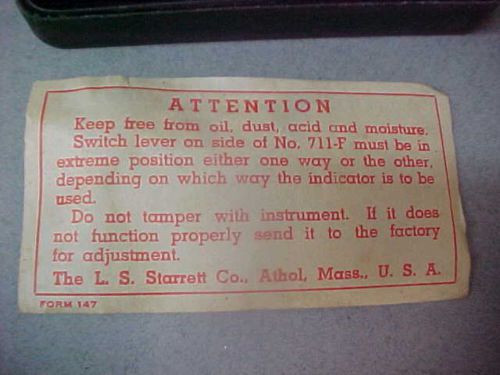 ATTENTION
Keep free from oil, dust, acid and moisture.
Switch lever on side of No. 711-F must be in
extreme position either one way or the other,
depending on which way the indicator is to be
used.
Do not tamper with instrument. If it does
not function properly send it to the factory
for adjustment.
The L. S. Starrett Co., Athol, Mass., U. S. A.
FORM 147